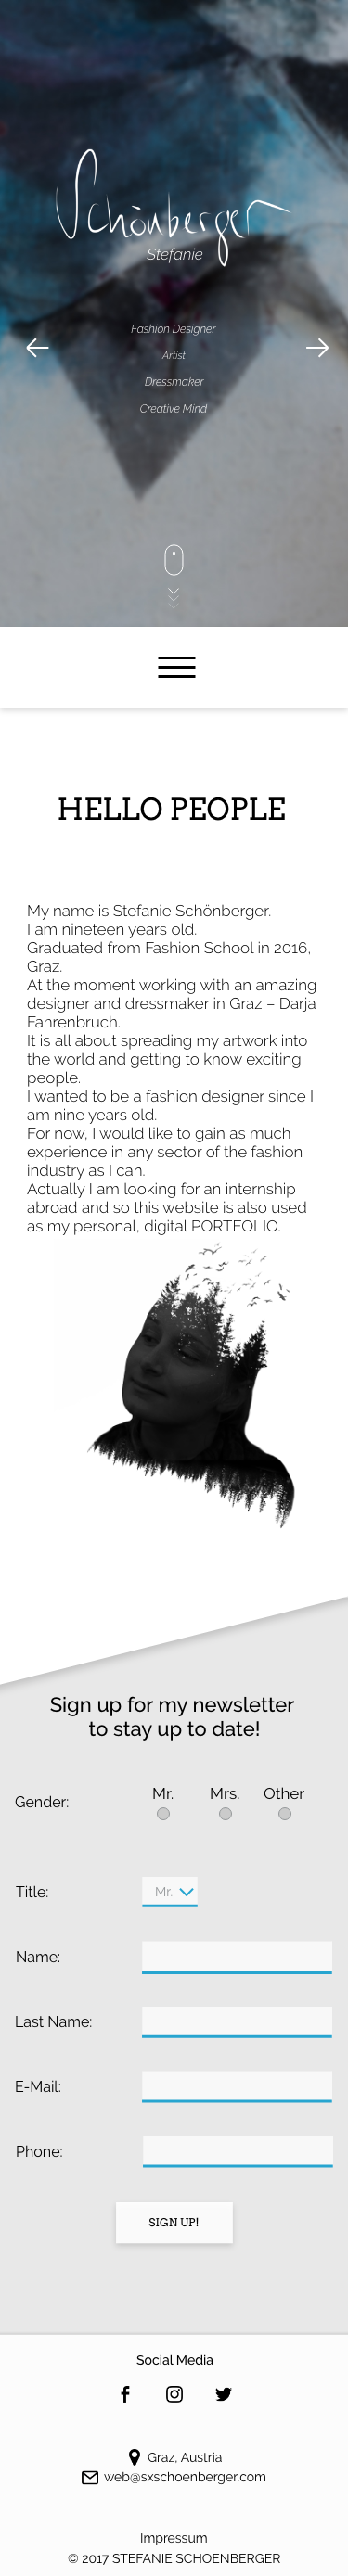 Schönberger
Stefanie
Fashion Designer
Artist
Dressmaker
Creative Mind
HELLO PEOPLE
My name is Stefanie Schönberger.
I am nineteen years old.
Graduated from Fashion School in 2016,
Graz.
At the moment working with an amazing
designer and dressmaker in Graz – Darja
Fahrenbruch.
It is all about spreading my artwork into
the world and getting to know exciting
people.
I wanted to be a fashion designer since I
am nine years old.
For now, I would like to gain as much
experience in any sector of the fashion
industry as I can.
Actually I am looking for an internship
abroad and so this website is also used
as my personal, digital PORTFOLIO.
Sign up for my newsletter
to stay up to date!
Gender: Mr. Mrs. Other
Title: Mr.
Name:
Last Name:
E-Mail:
Phone:
SIGN UP!
Social Media
Graz, Austria
web@sxschoenberger.com
Impressum
© 2017 STEFANIE SCHOENBERGER